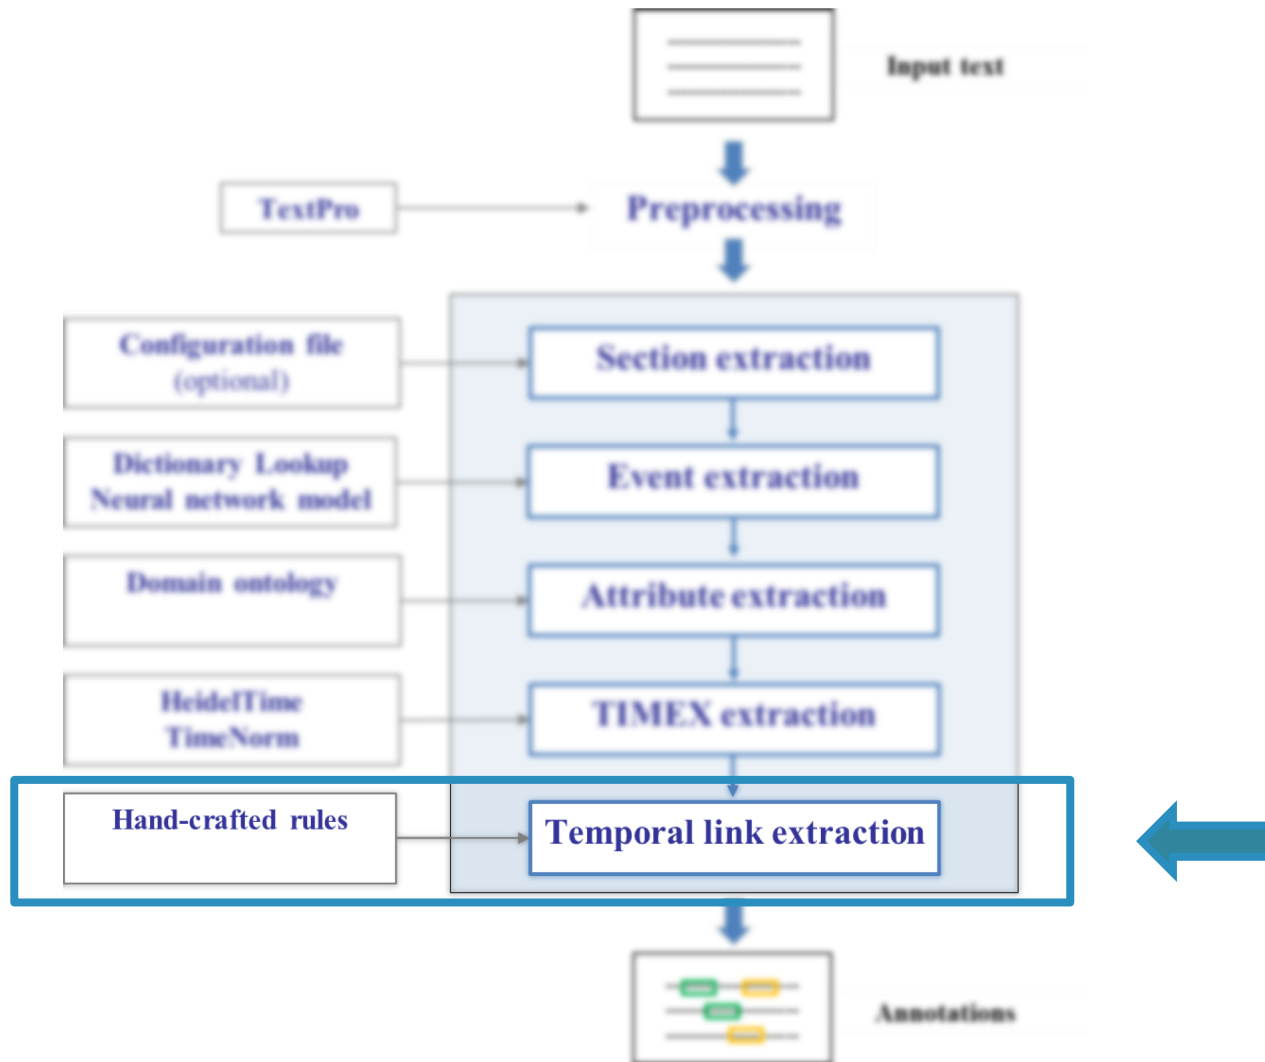 Input text
TextPro
Preprocessing
Configuration file
(optional)
Section extraction
Dictionary Lookup
Neural network model
Event extraction
Domain ontology
Attribute extraction
HeidelTime
TimeNorm
TIMEX extraction
Hand-crafted rules
Temporal link extraction
Annotations